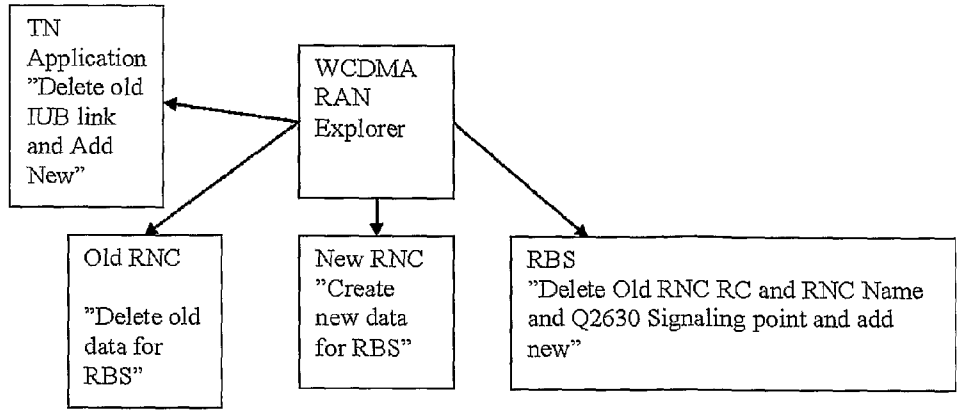 TN
Application
”Delete old
IUB link
and Add
New”
WCDMA
RAN
Explorer
Old RNC
”Delete old
data for
RBS”
New RNC
”Create
new data
for RBS”
RBS
”Delete Old RNC RC and RNC Name
and Q2630 Signaling point and add
new”